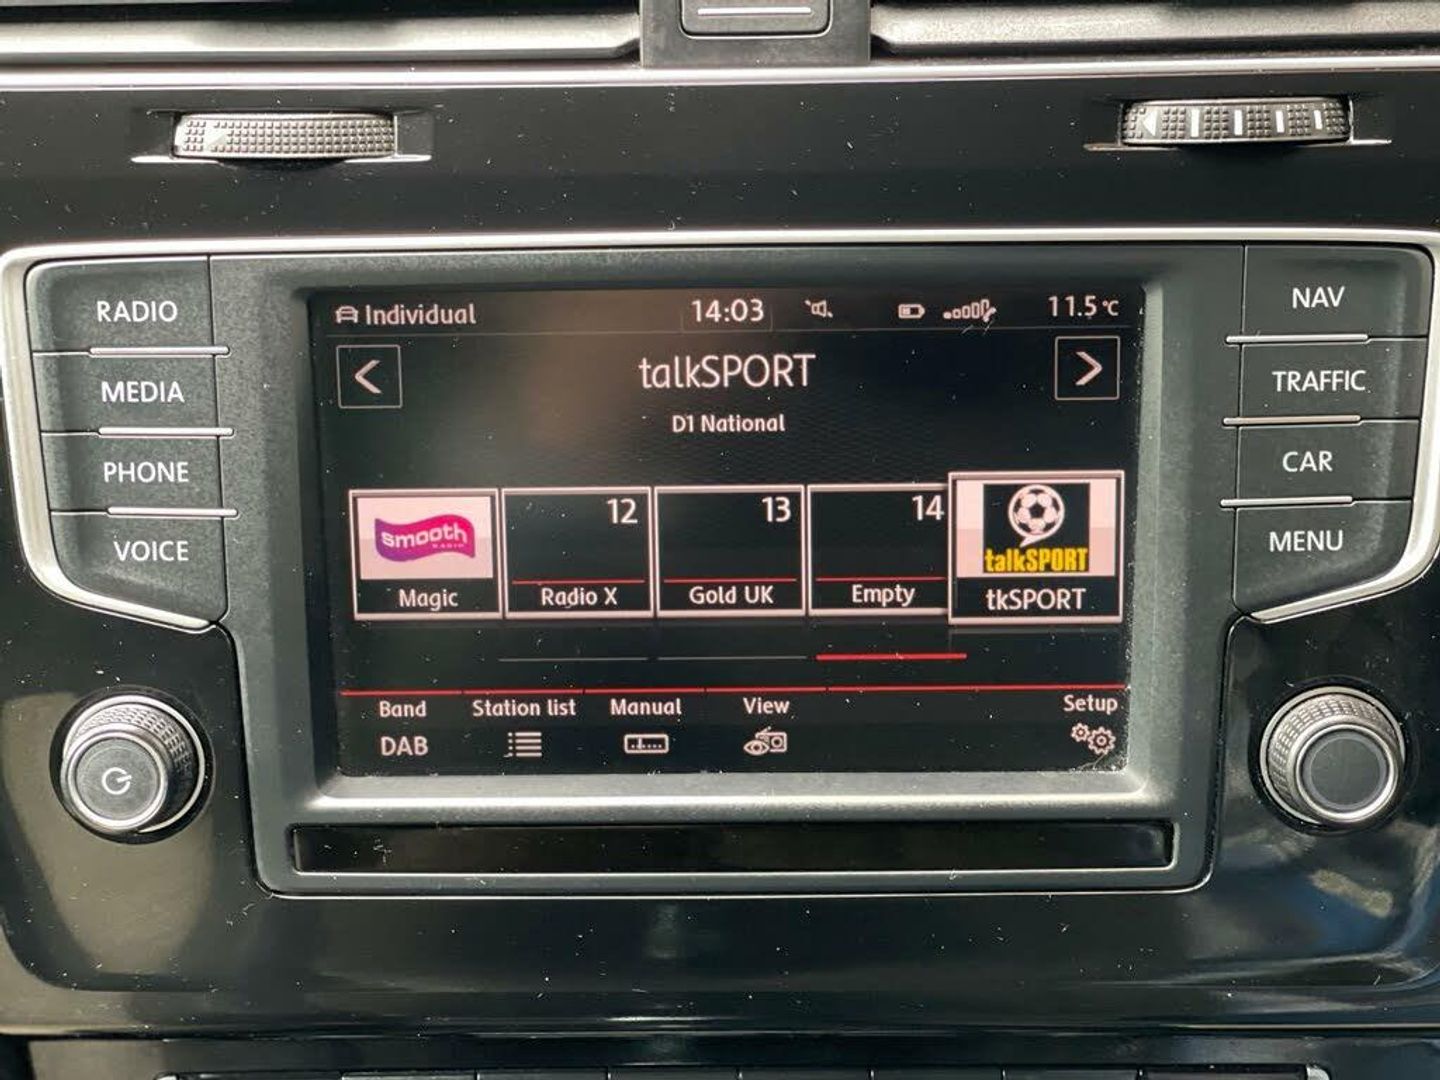 RADIO
MEDIA
PHONE
VOICE
Individual 14:03 11.5°C
talkSPORT
D1 National
smooth
RADIO
Magic
12
Radio X
13
Gold UK
14
Empty
talkSPORT
tkSPORT
Band Station list Manual View Setup
DAB
NAV
TRAFFIC
CAR
MENU